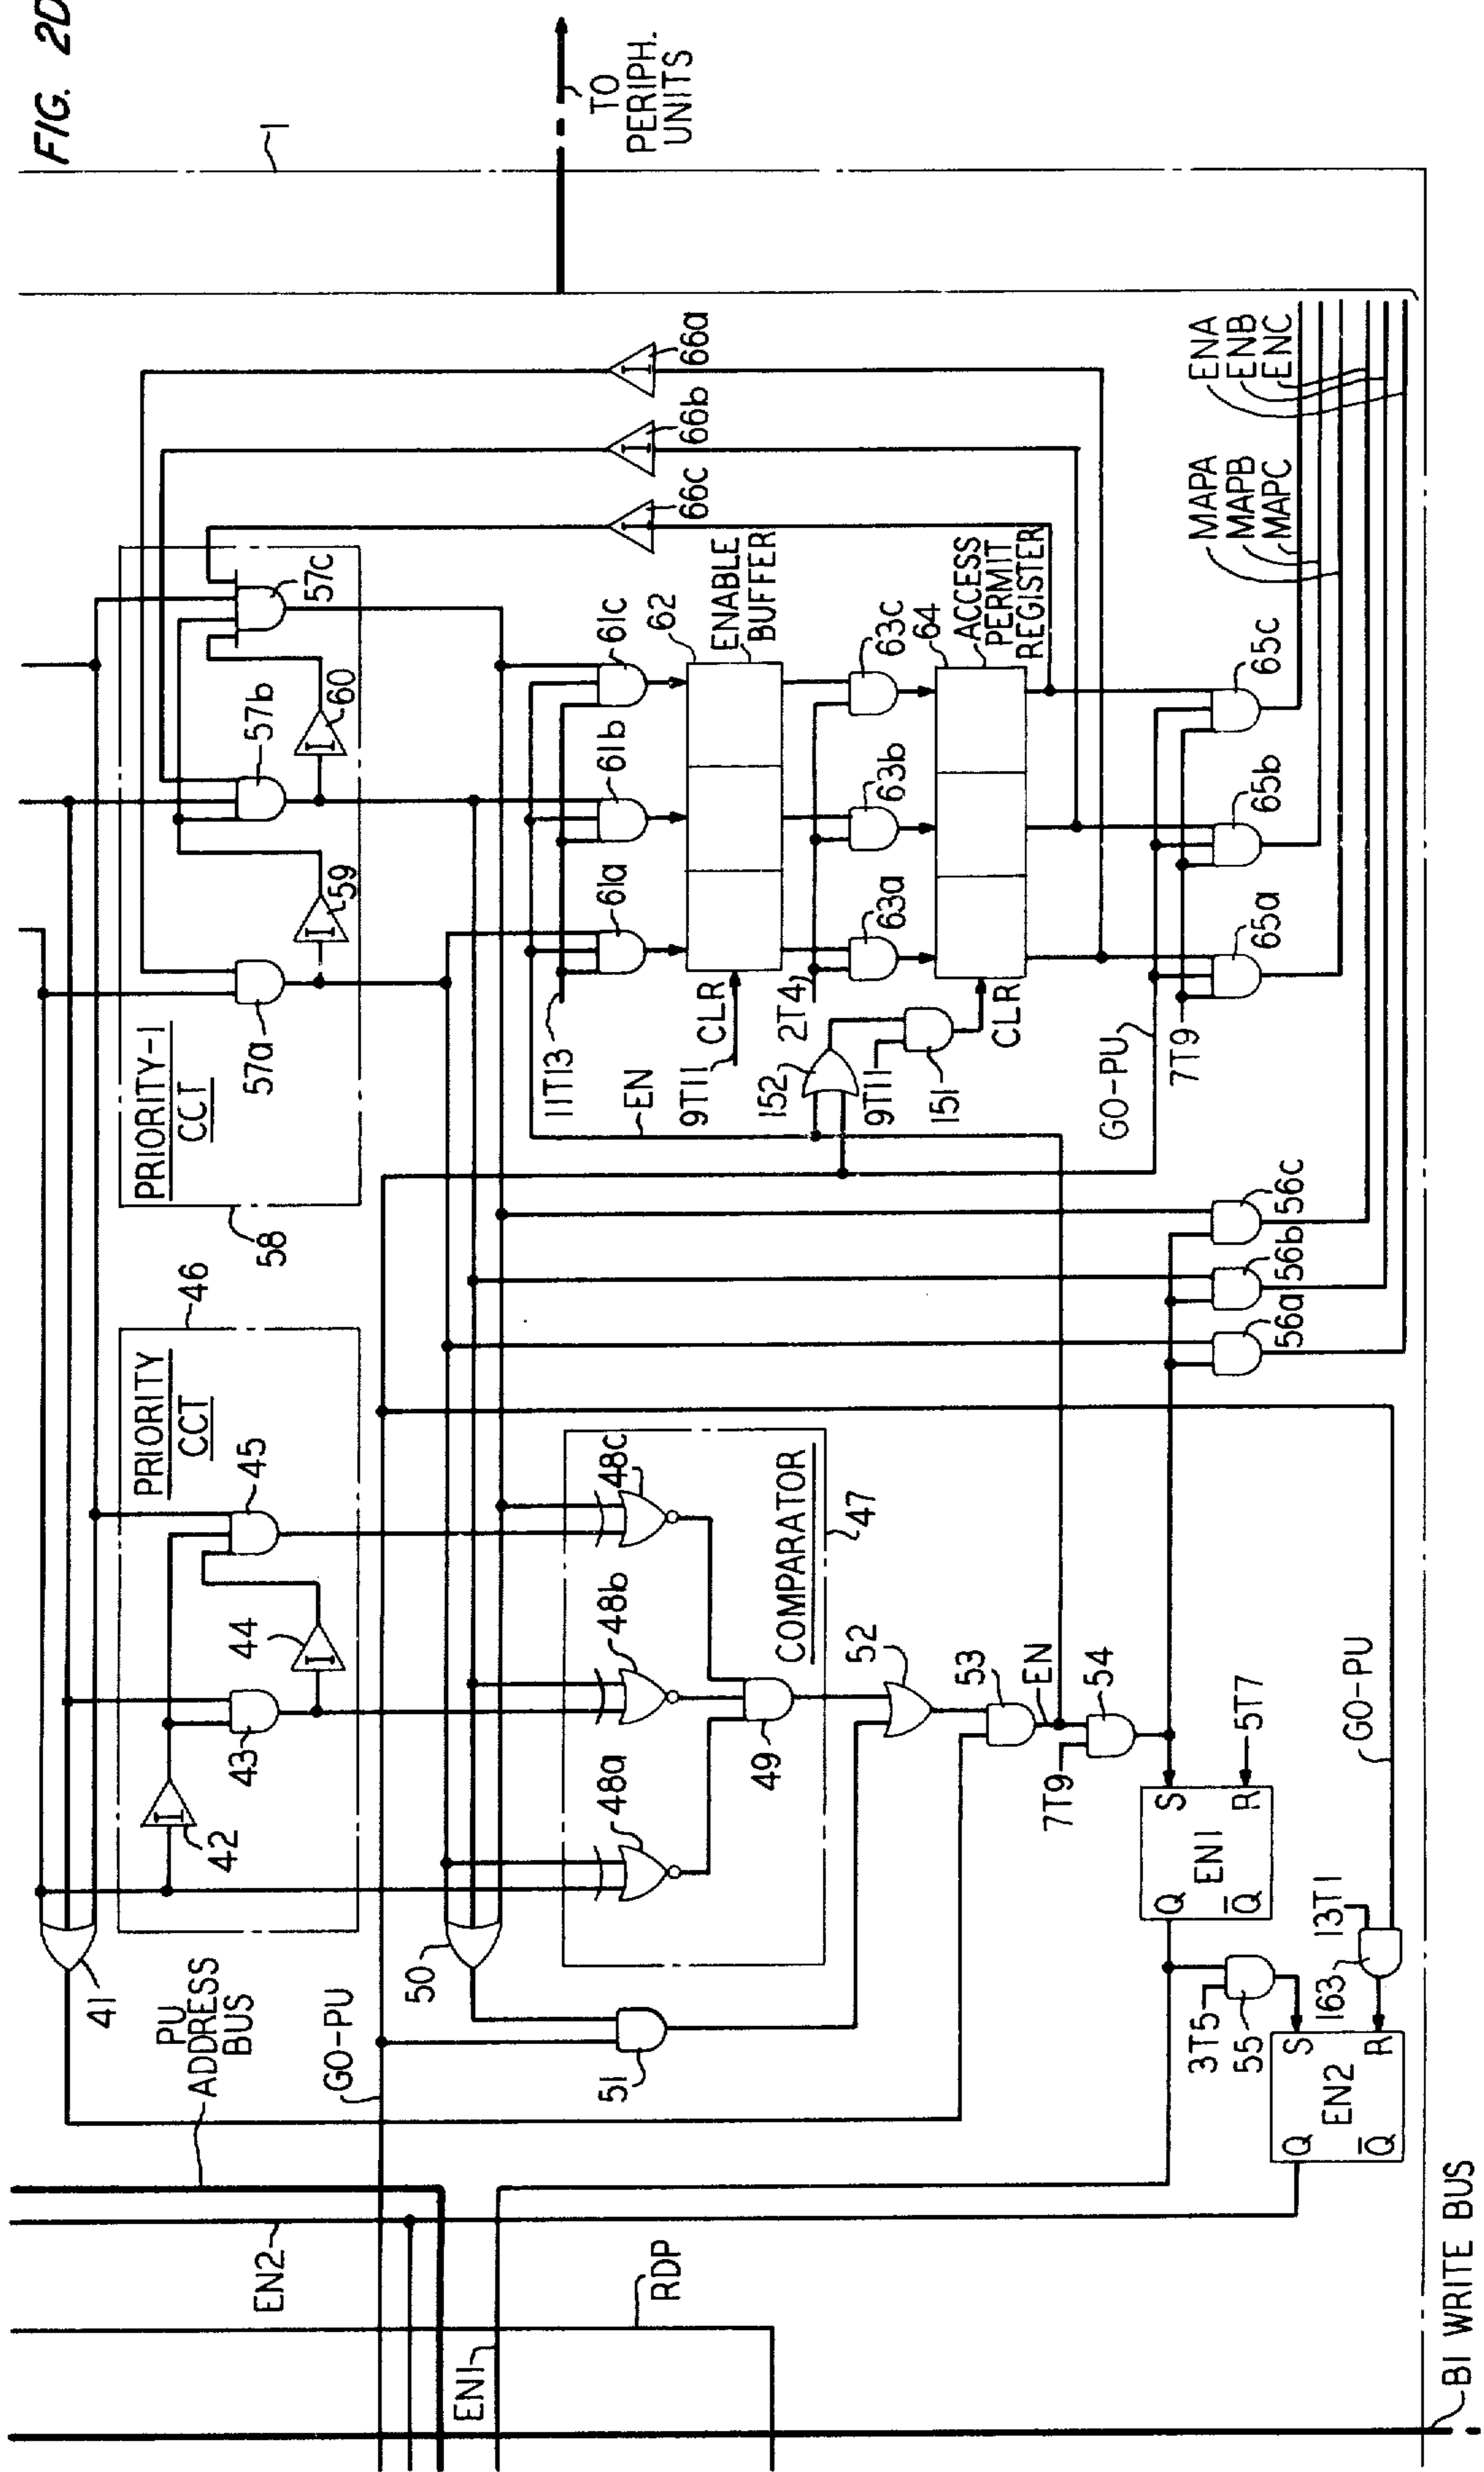 FIG. 2D
1
TO
PERIPH.
UNITS
66a
66b
66c
ENA
ENB
ENC
MAPA
MAPB
MAPC
57c
60
57b
59
57a
PRIORITY-1
CCT
58
61c
62
ENABLE
BUFFER
61b
61a
11T13
EN
9T11
CLR
63c
64
ACCESS
PERMIT
REGISTER
63b
63a
2T4
152
9T11
151
CLR
65c
65b
65a
GO-PU
7T9
56c
56b
56a
46
PRIORITY
CCT
45
44
43
42
41
48c
48b
48a
COMPARATOR
47
49
50
51
52
53
EN
54
7T9
S
R
5T7
EN1
Q
Q̅
GO-PU
13T1
163
3T5
55
S
R
EN2
Q
Q̅
PU
ADDRESS
BUS
GO-PU
EN2
RDP
EN1
BI WRITE BUS